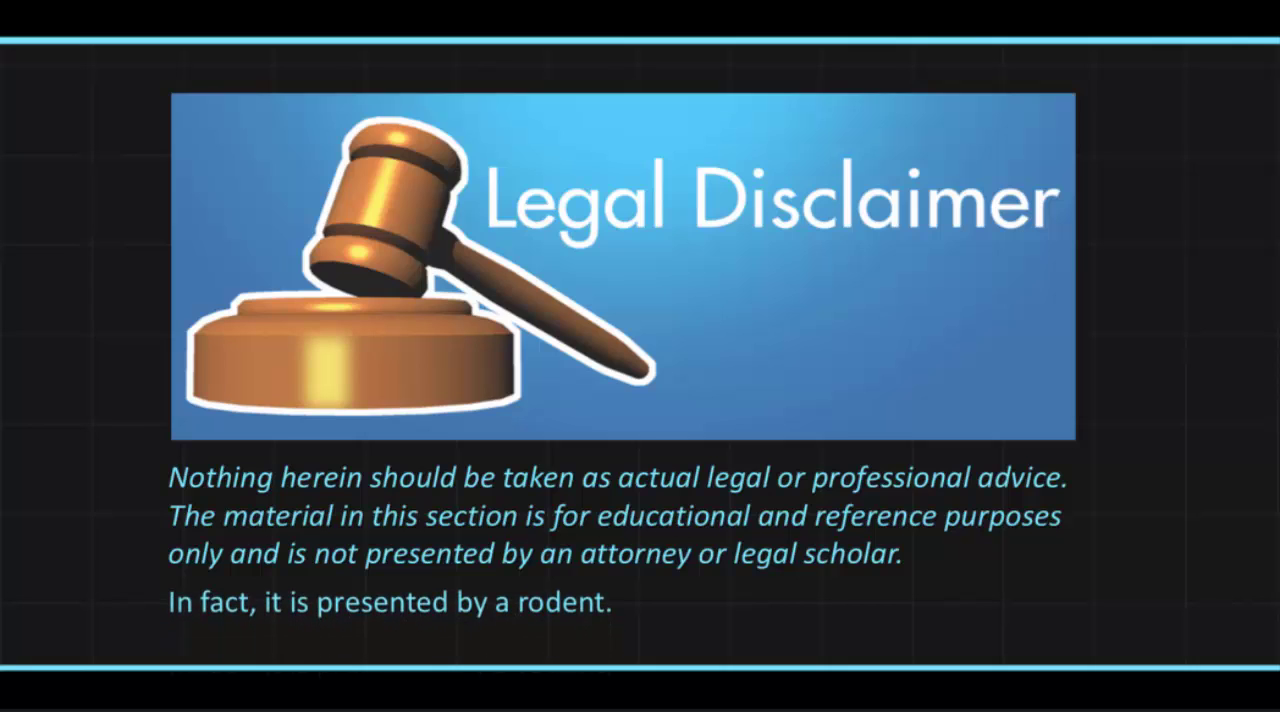 Legal Disclaimer
Nothing herein should be taken as actual legal or professional advice.
The material in this section is for educational and reference purposes
only and is not presented by an attorney or legal scholar.
In fact, it is presented by a rodent.